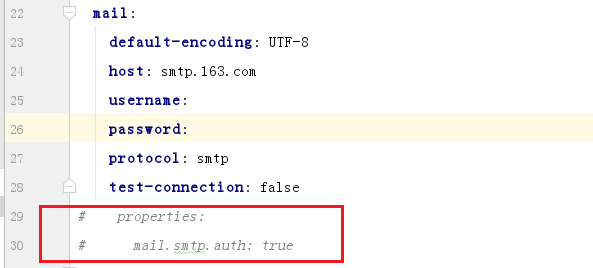 22 mail:
23 default-encoding: UTF-8
24 host: smtp.163.com
25 username:
26 password:
27 protocol: smtp
28 test-connection: false
29 # properties:
30 # mail.smtp.auth: true